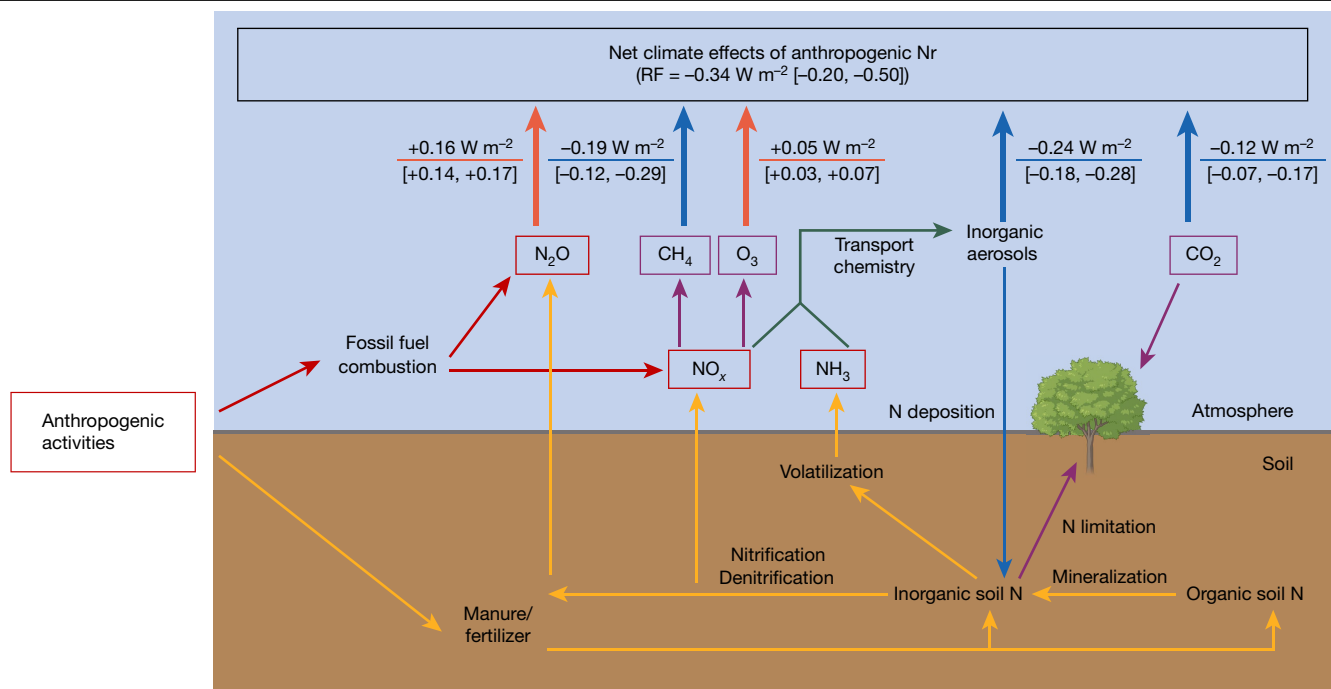 Net climate effects of anthropogenic Nr
(RF = –0.34 W m⁻² [–0.20, –0.50])
+0.16 W m⁻²
[+0.14, +0.17]
–0.19 W m⁻²
[–0.12, –0.29]
+0.05 W m⁻²
[+0.03, +0.07]
–0.24 W m⁻²
[–0.18, –0.28]
–0.12 W m⁻²
[–0.07, –0.17]
N₂O
CH₄
O₃
Transport
chemistry
Inorganic
aerosols
CO₂
Fossil fuel
combustion
NOₓ
NH₃
Anthropogenic
activities
N deposition
Atmosphere
Soil
Volatilization
N limitation
Nitrification
Denitrification
Mineralization
Inorganic soil N
Organic soil N
Manure/
fertilizer